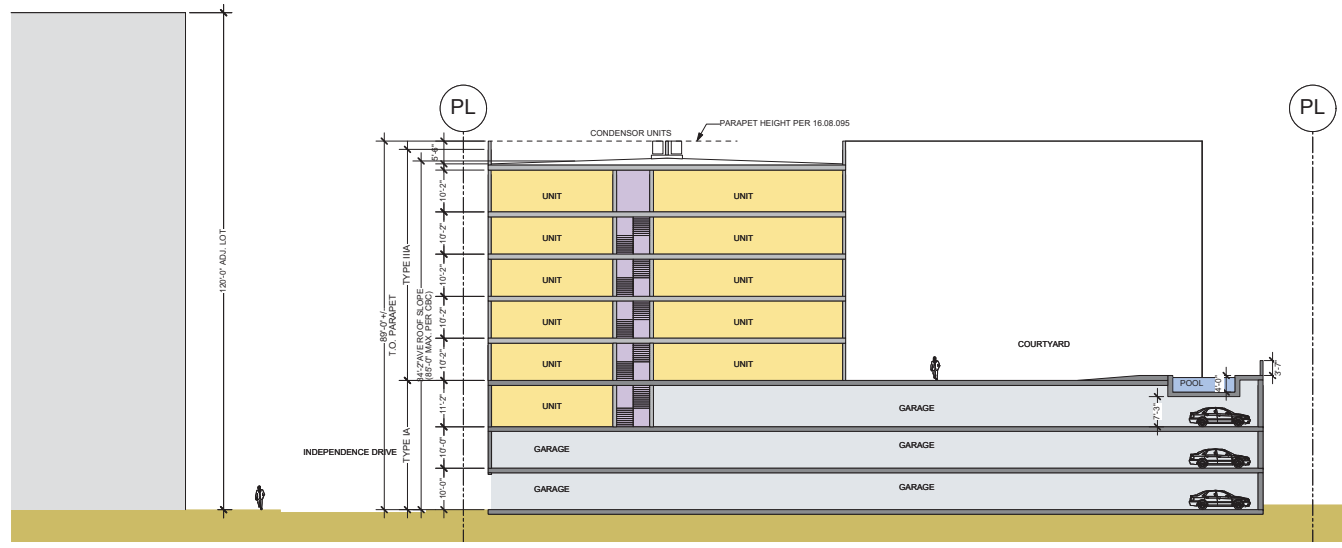 PL
PL
PARAPET HEIGHT PER 16.08.095
CONDENSOR UNITS
5'-6"
UNIT
UNIT
10'-2"
UNIT
UNIT
10'-2"
UNIT
UNIT
10'-2"
UNIT
UNIT
10'-2"
UNIT
UNIT
10'-2"
UNIT
GARAGE
11'-2"
GARAGE
GARAGE
10'-0"
GARAGE
GARAGE
10'-0"
120'-0" ADJ. LOT
89'-0" +/-
T.O. PARAPET
TYPE IIIA
TYPE IA
84'-2" AVE ROOF SLOPE
(85'-0" MAX. PER CBC)
INDEPENDENCE DRIVE
COURTYARD
POOL
4'-0"
3'-7"
7'-3"